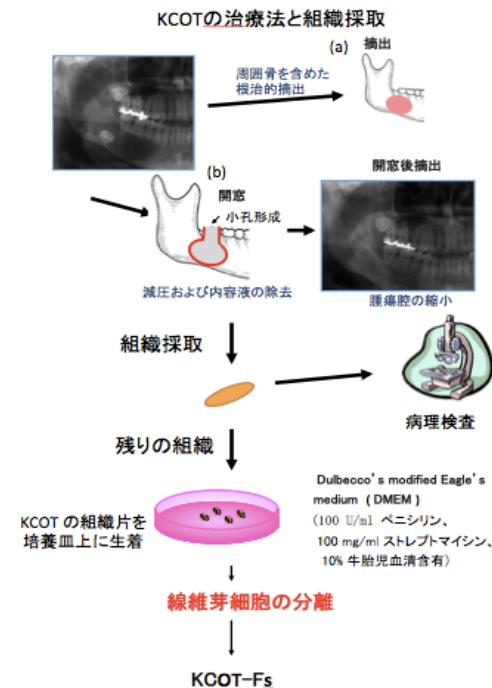 KCOTの治療法と組織採取
(a)
摘出
周囲骨を含めた
根治的摘出
(b)
開窓
小孔形成
開窓後摘出
減圧および内容液の除去
腫瘍腔の縮小
組織採取
病理検査
残りの組織
KCOT の組織片を
培養皿上に生着
Dulbecco's modified Eagle's
medium ( DMEM )
(100 U/ml ペニシリン、
100 mg/ml ストレプトマイシン、
10% 牛胎児血清含有)
線維芽細胞の分離
KCOT-Fs